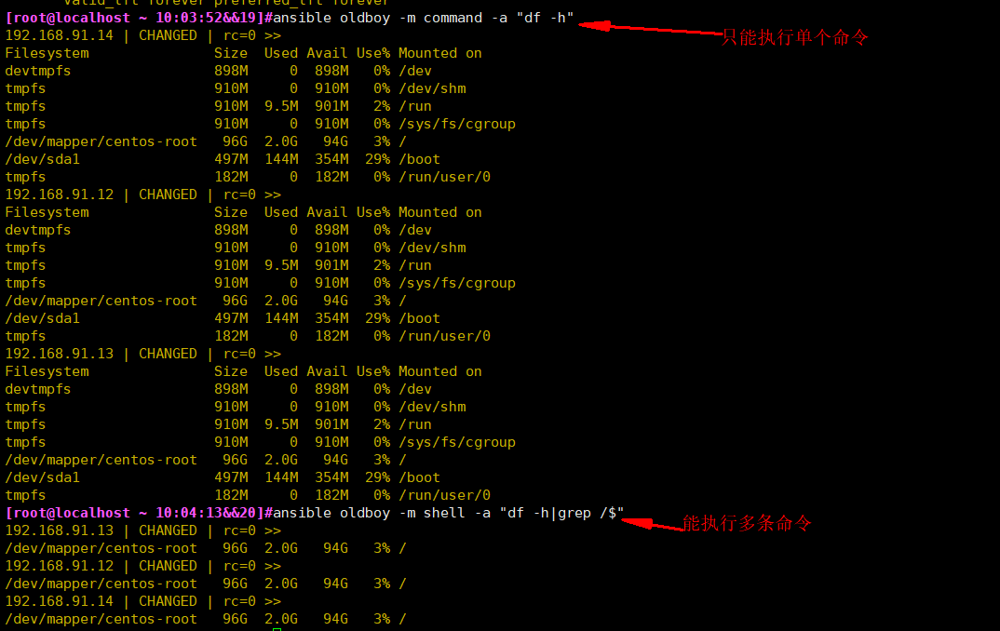 valid_lft forever preferred_lft forever
[root@localhost ~ 10:03:52&&19]#ansible oldboy -m command -a "df -h"
只能执行单个命令
192.168.91.14 | CHANGED | rc=0 >>
Filesystem Size Used Avail Use% Mounted on
devtmpfs 898M 0 898M 0% /dev
tmpfs 910M 0 910M 0% /dev/shm
tmpfs 910M 9.5M 901M 2% /run
tmpfs 910M 0 910M 0% /sys/fs/cgroup
/dev/mapper/centos-root 96G 2.0G 94G 3% /
/dev/sda1 497M 144M 354M 29% /boot
tmpfs 182M 0 182M 0% /run/user/0
192.168.91.12 | CHANGED | rc=0 >>
Filesystem Size Used Avail Use% Mounted on
devtmpfs 898M 0 898M 0% /dev
tmpfs 910M 0 910M 0% /dev/shm
tmpfs 910M 9.5M 901M 2% /run
tmpfs 910M 0 910M 0% /sys/fs/cgroup
/dev/mapper/centos-root 96G 2.0G 94G 3% /
/dev/sda1 497M 144M 354M 29% /boot
tmpfs 182M 0 182M 0% /run/user/0
192.168.91.13 | CHANGED | rc=0 >>
Filesystem Size Used Avail Use% Mounted on
devtmpfs 898M 0 898M 0% /dev
tmpfs 910M 0 910M 0% /dev/shm
tmpfs 910M 9.5M 901M 2% /run
tmpfs 910M 0 910M 0% /sys/fs/cgroup
/dev/mapper/centos-root 96G 2.0G 94G 3% /
/dev/sda1 497M 144M 354M 29% /boot
tmpfs 182M 0 182M 0% /run/user/0
[root@localhost ~ 10:04:13&&20]#ansible oldboy -m shell -a "df -h|grep /$"
能执行多条命令
192.168.91.13 | CHANGED | rc=0 >>
/dev/mapper/centos-root 96G 2.0G 94G 3% /
192.168.91.12 | CHANGED | rc=0 >>
/dev/mapper/centos-root 96G 2.0G 94G 3% /
192.168.91.14 | CHANGED | rc=0 >>
/dev/mapper/centos-root 96G 2.0G 94G 3% /